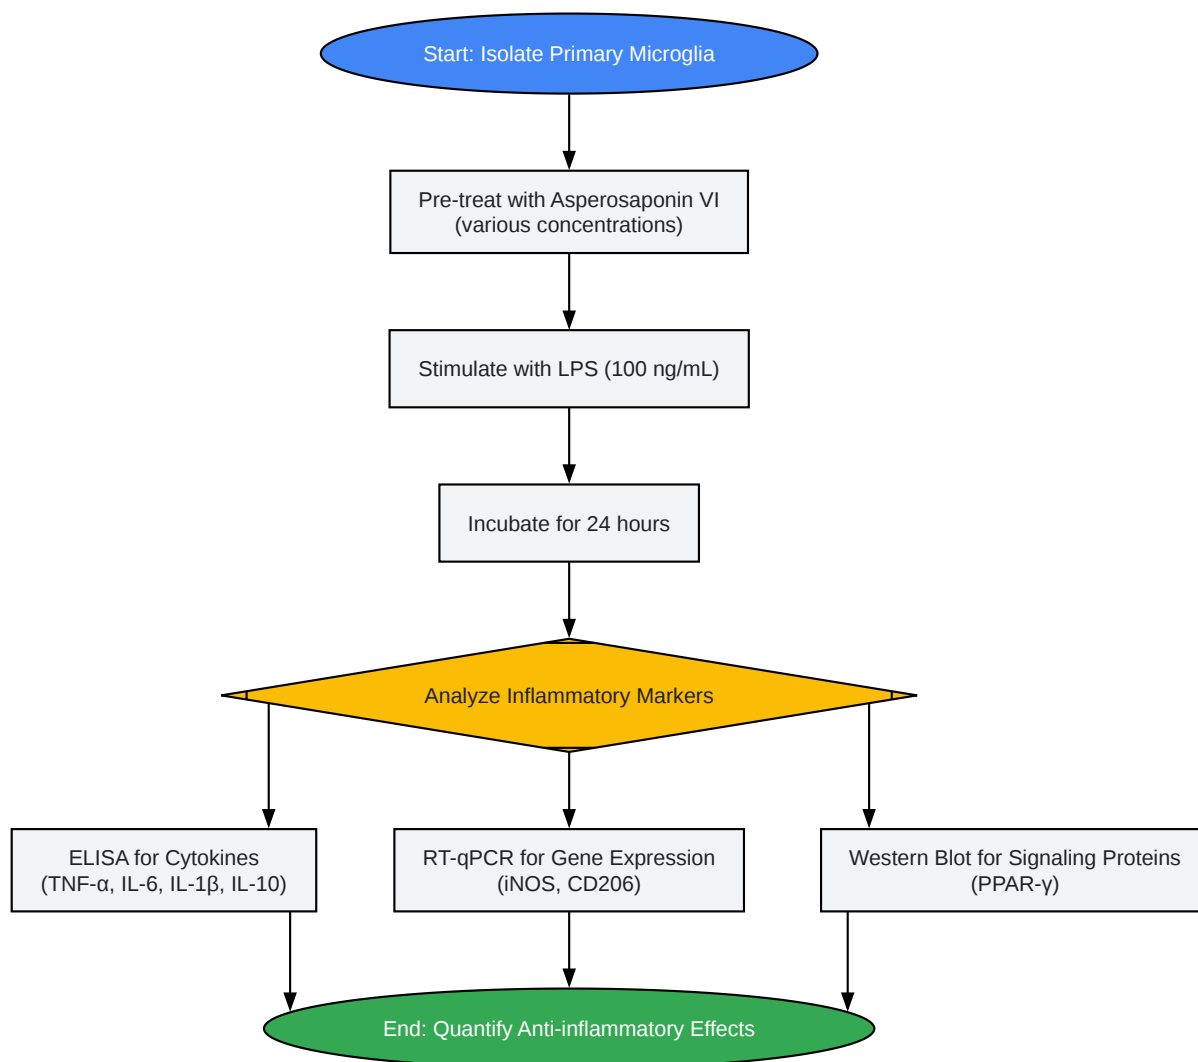 Start: Isolate Primary Microglia
Pre-treat with Asperosaponin VI
(various concentrations)
Stimulate with LPS (100 ng/mL)
Incubate for 24 hours
Analyze Inflammatory Markers
ELISA for Cytokines
(TNF-α, IL-6, IL-1β, IL-10)
RT-qPCR for Gene Expression
(iNOS, CD206)
Western Blot for Signaling Proteins
(PPAR-γ)
End: Quantify Anti-inflammatory Effects